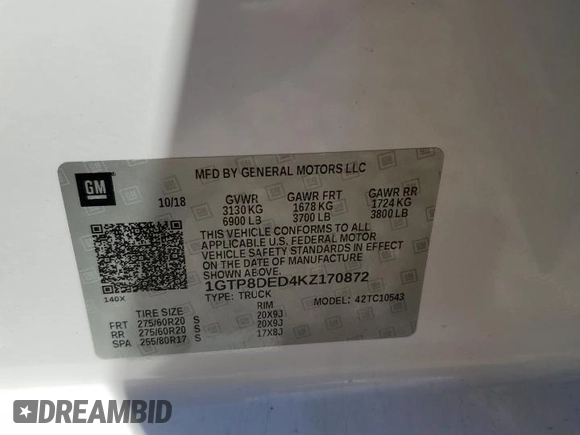 MFD BY GENERAL MOTORS LLC
GM
10/18 GVWR GAWR FRT GAWR RR
3130 KG 1678 KG 1724 KG
6900 LB 3700 LB 3800 LB
THIS VEHICLE CONFORMS TO ALL
APPLICABLE U.S. FEDERAL MOTOR
VEHICLE SAFETY AND THEFT
PREVENTION STANDARDS IN EFFECT
ON THE DATE OF MANUFACTURE
SHOWN ABOVE.
1GTP8DED4KZ170872
140X
TYPE: TRUCK MODEL: 42TC10543
TIRE SIZE RIM
FRT 275/60R20 S 20X9J
RR 275/60R20 S 20X9J
SPA 255/80R17 S 17X8J
DREAMBID